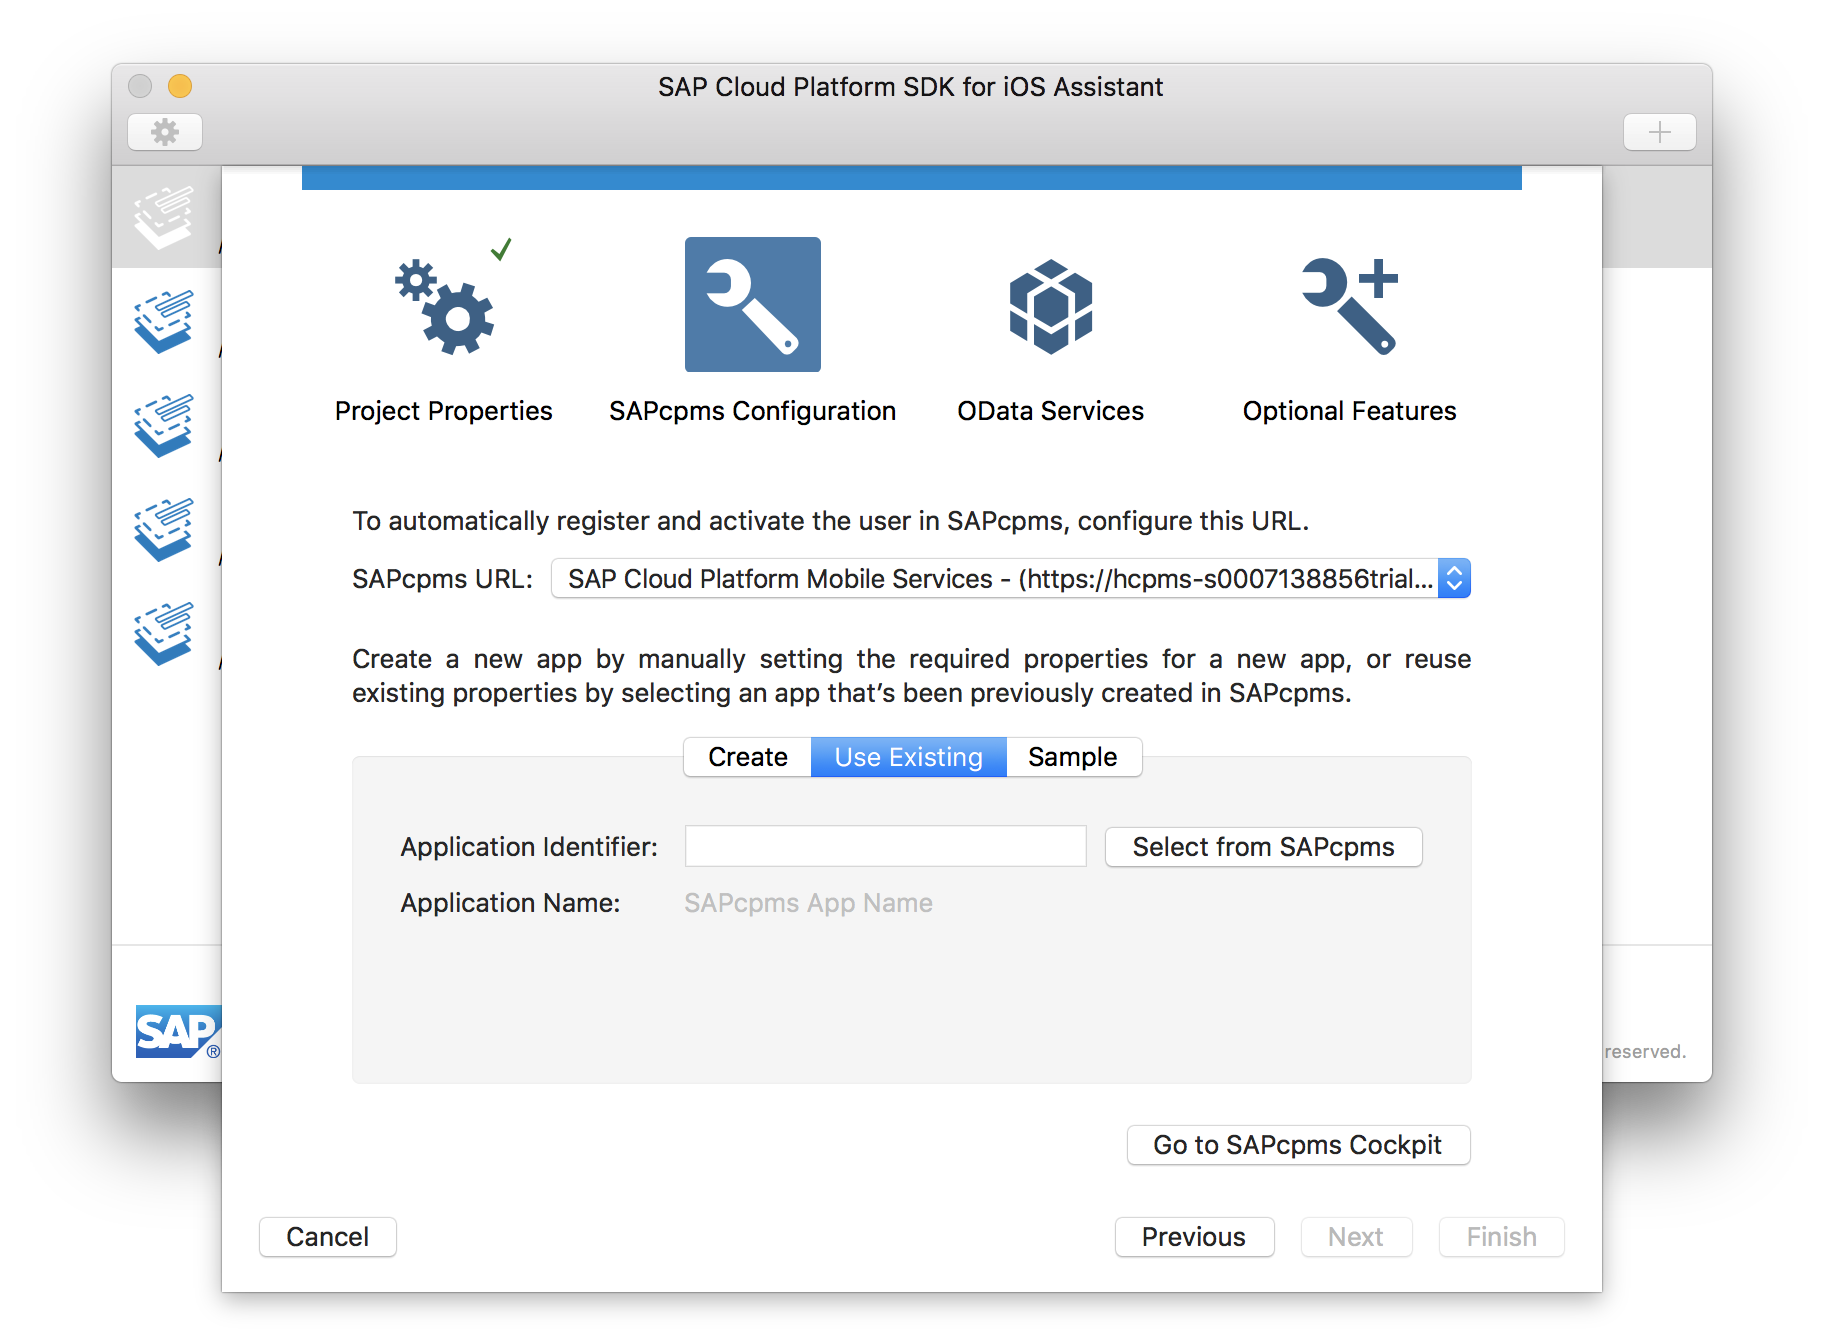 SAP Cloud Platform SDK for iOS Assistant
Project Properties
SAPcpms Configuration
OData Services
Optional Features
To automatically register and activate the user in SAPcpms, configure this URL.
SAPcpms URL:
SAP Cloud Platform Mobile Services - (https://hcpms-s0007138856trial...
Create a new app by manually setting the required properties for a new app, or reuse
existing properties by selecting an app that’s been previously created in SAPcpms.
Create
Use Existing
Sample
Application Identifier:
Select from SAPcpms
Application Name:
SAPcpms App Name
SAP®
reserved.
Go to SAPcpms Cockpit
Cancel
Previous
Next
Finish